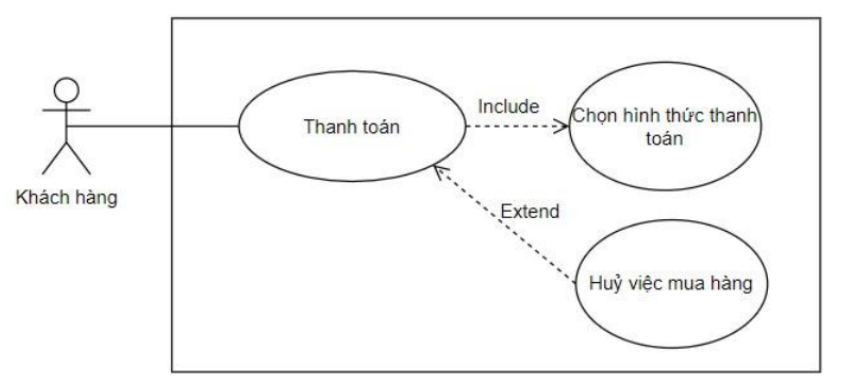 Include
Chọn hình thức thanh
toán
Thanh toán
Khách hàng
Extend
Huỷ việc mua hàng